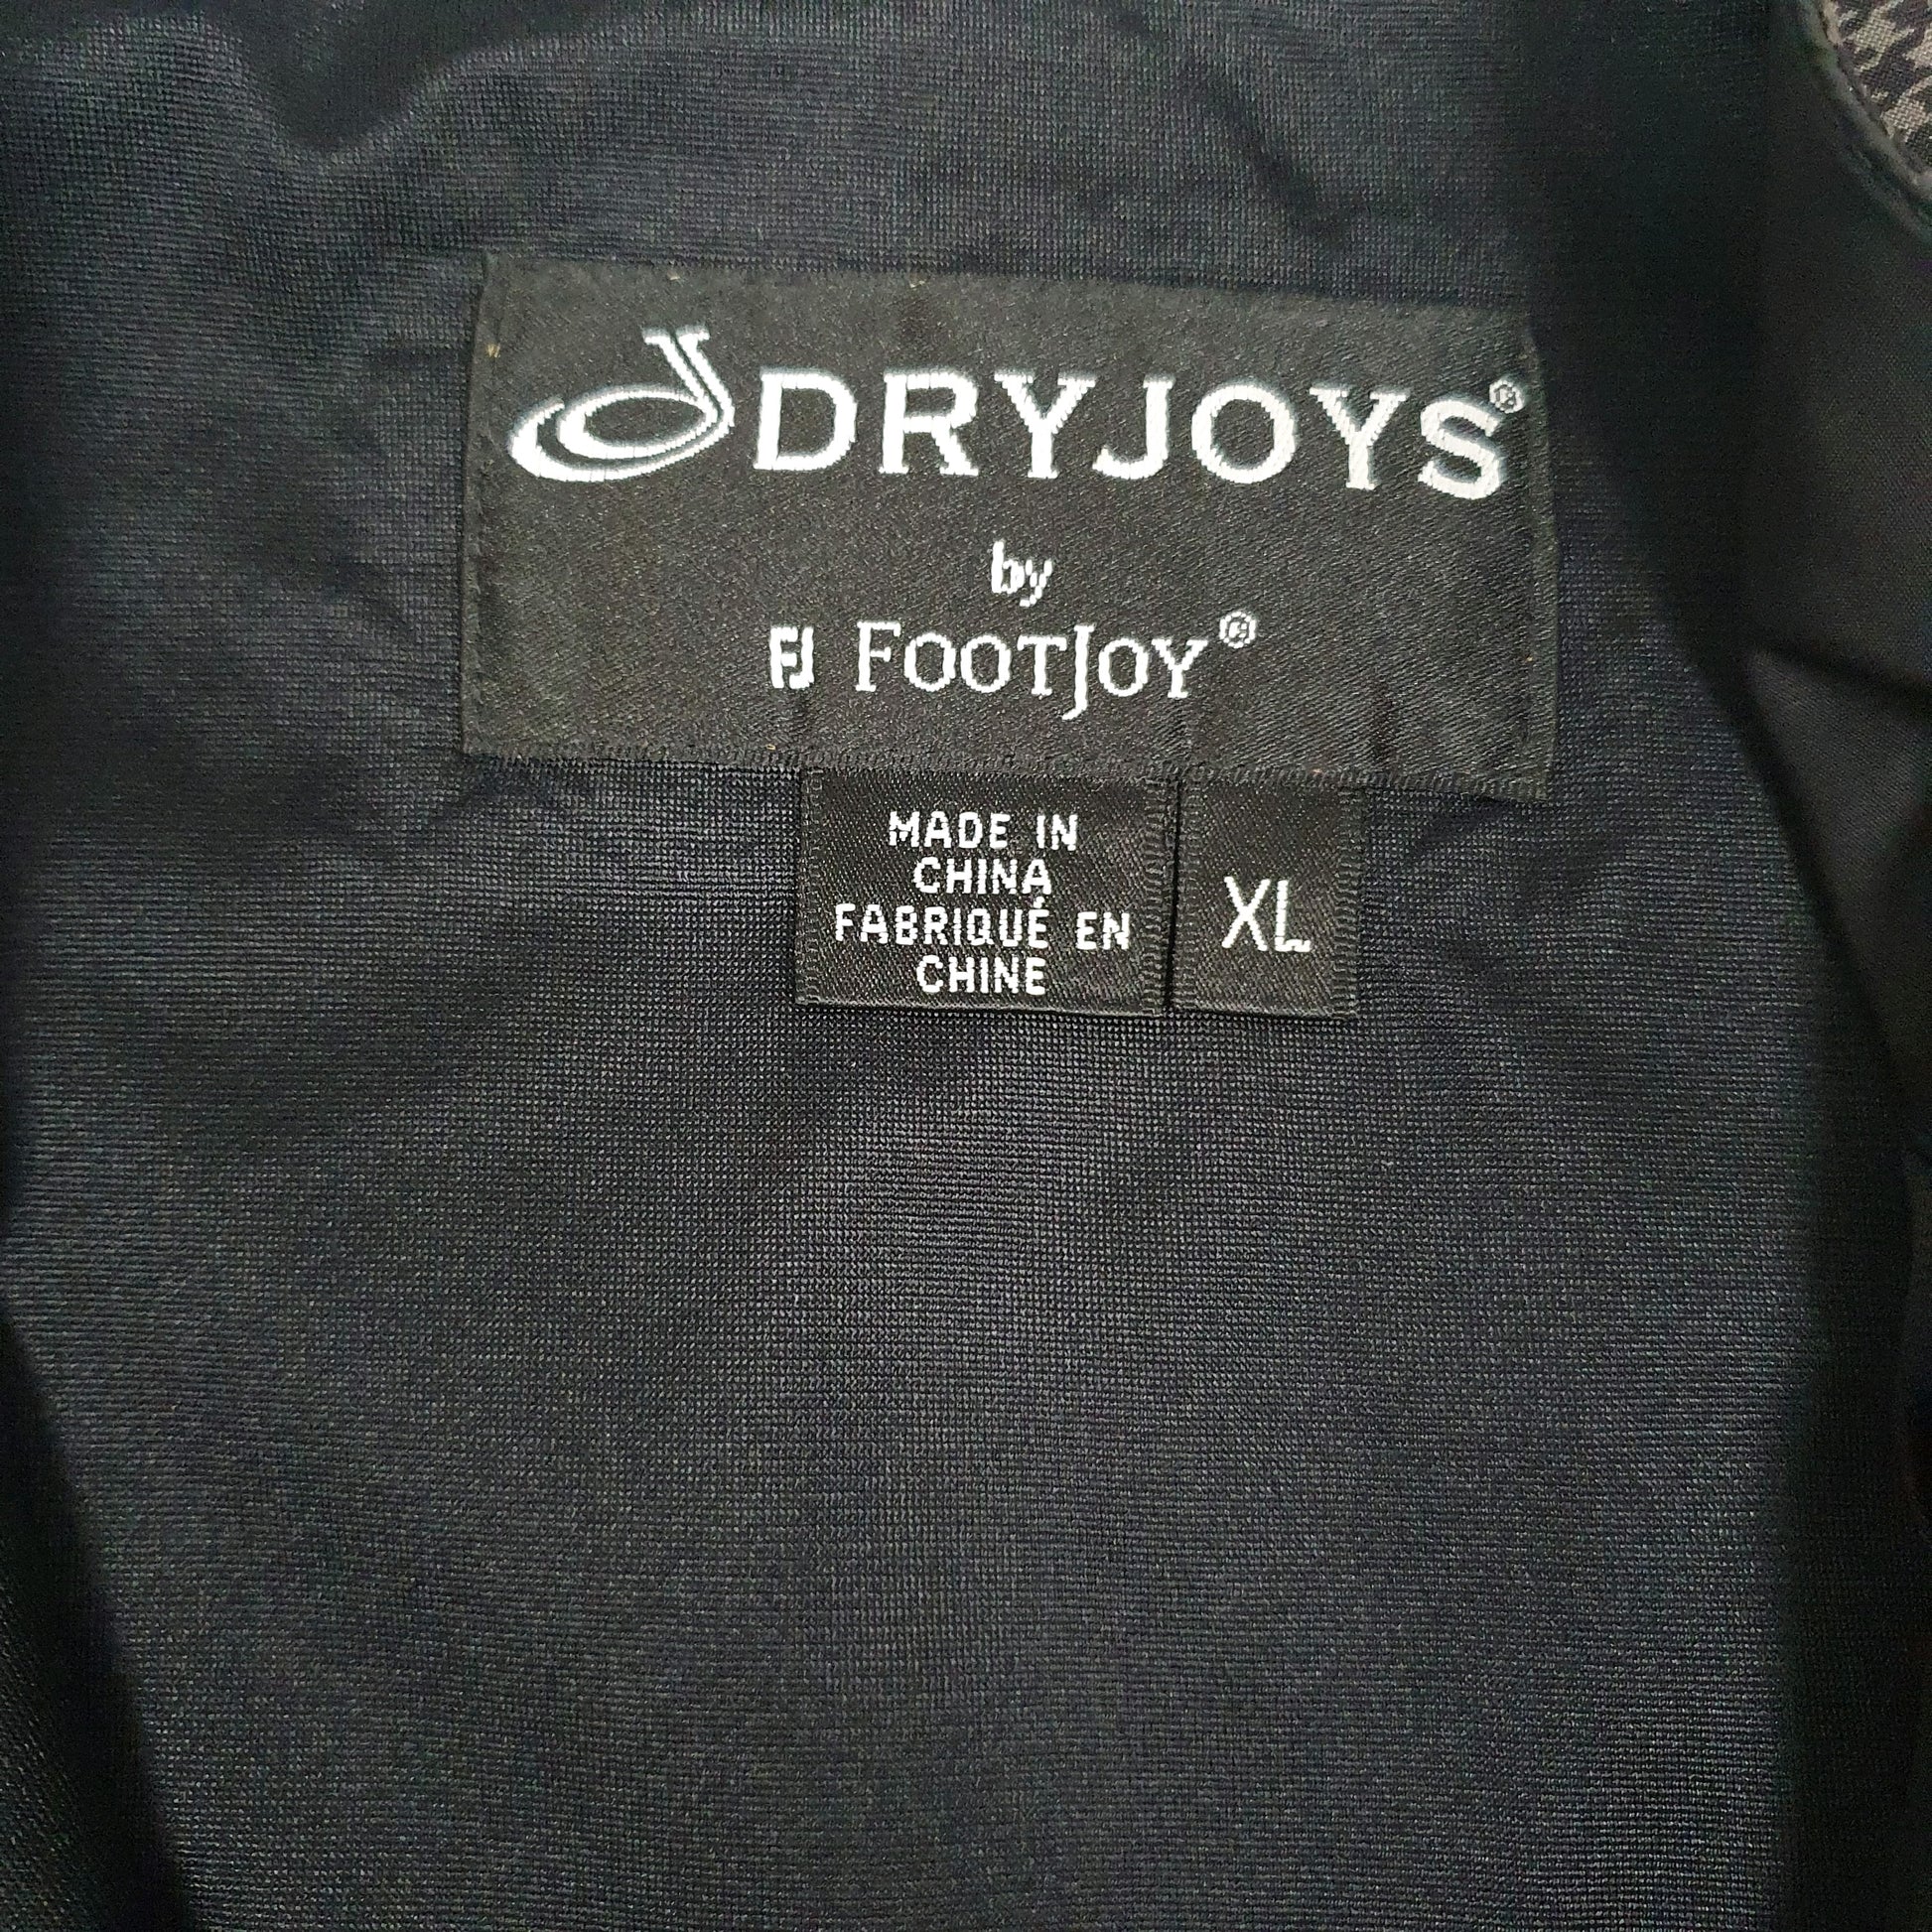 DRYJOYS®
by
FJ FOOTJOY®
MADE IN
CHINA
FABRIQUÉ EN
CHINE
XL